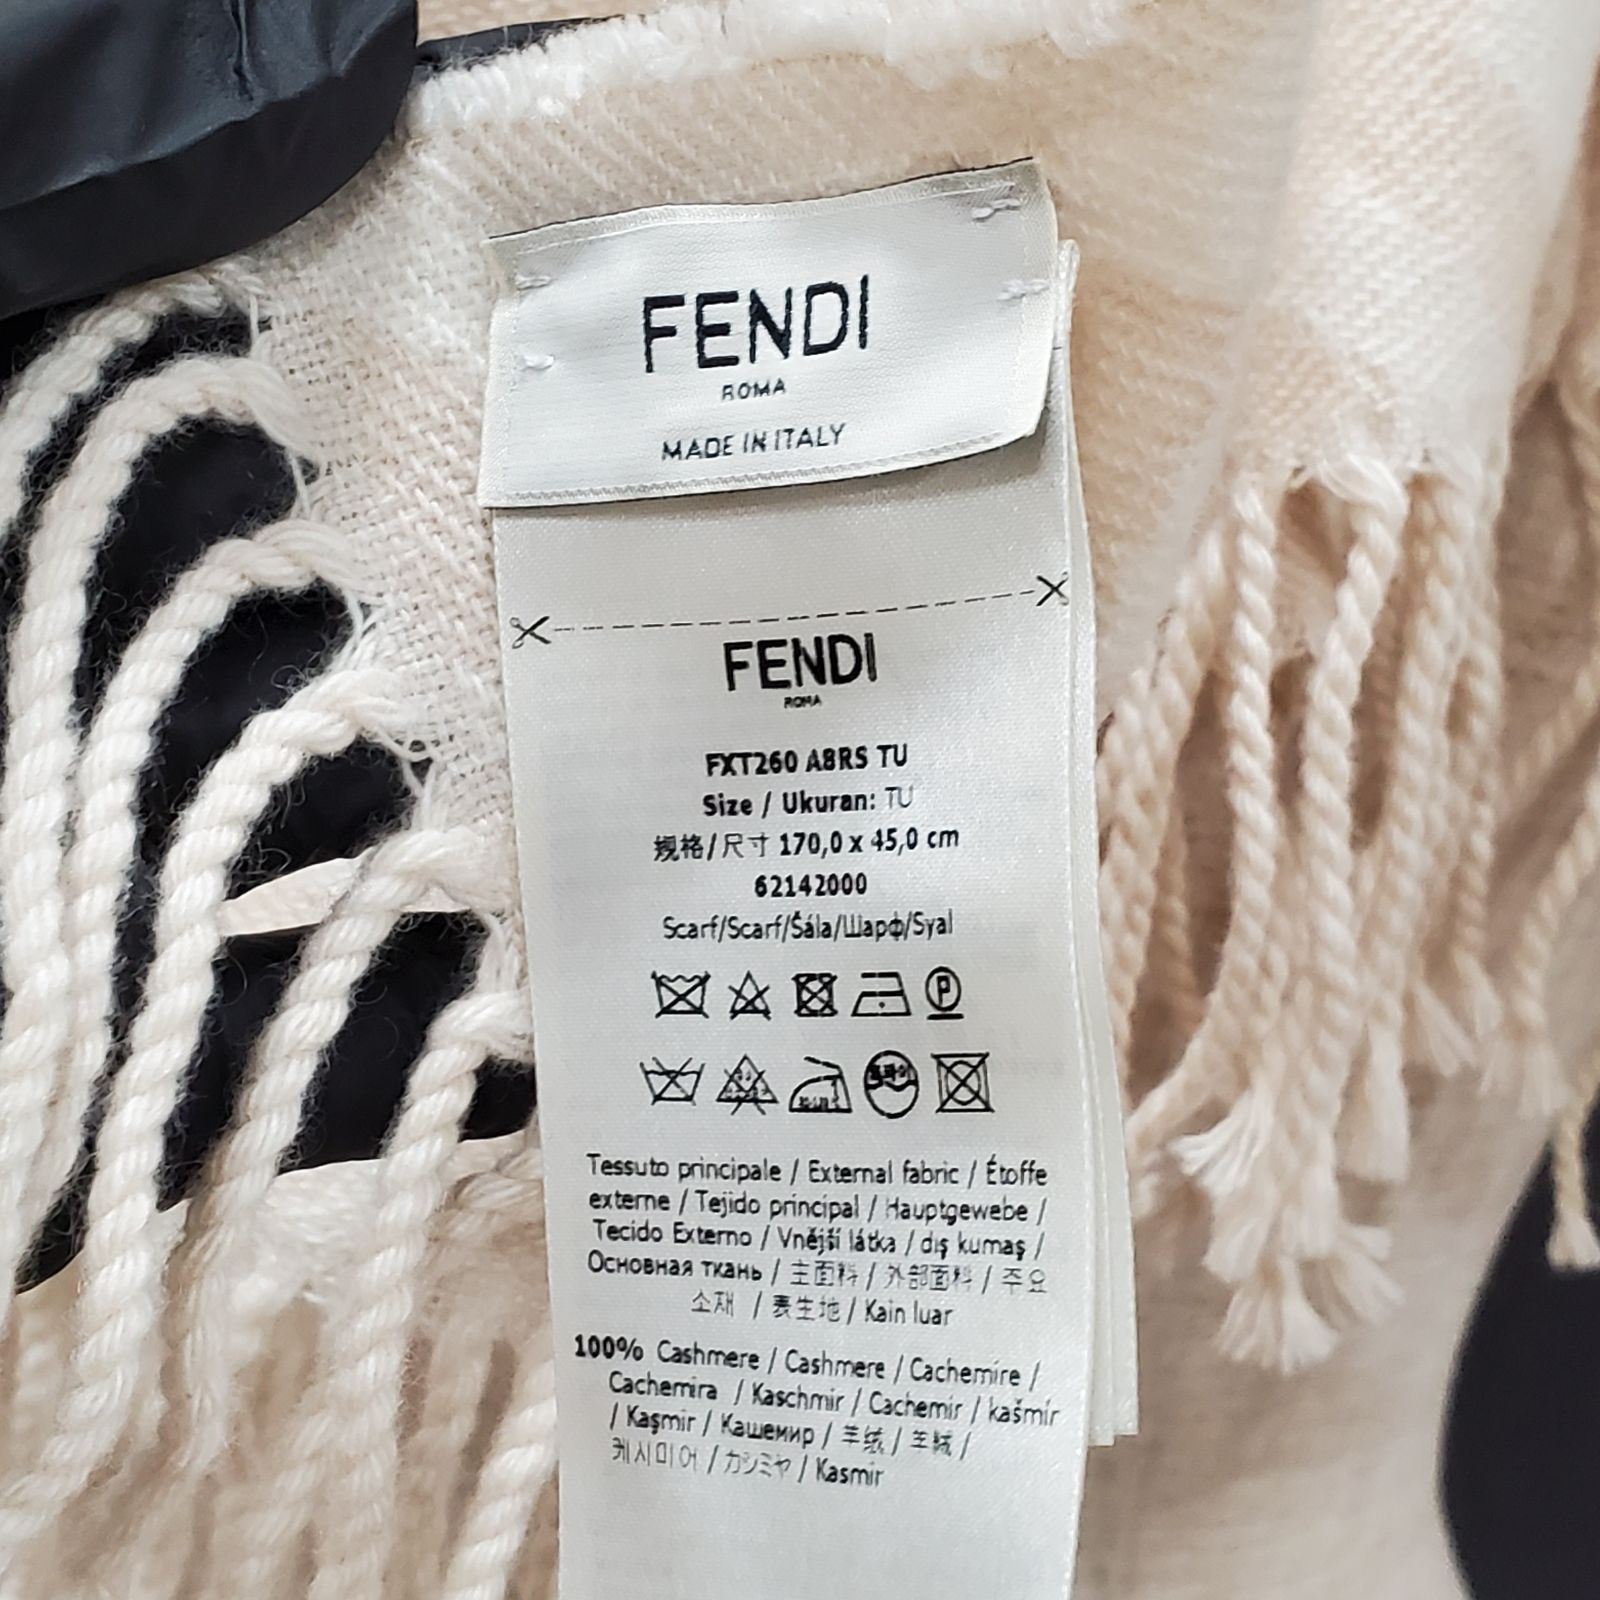 FENDI
ROMA
MADE IN ITALY
FENDI
ROMA
FXT260 A8RS TU
Size / Ukuran: TU
规格/尺寸 170,0 x 45,0 cm
62142000
Scarf/Scarf/Šála/Шарф/Syal
Tessuto principale / External fabric / Étoffe
externe / Tejido principal / Hauptgewebe /
Tecido Externo / Vnější látka / dış kumaş /
Основная ткань / 主面料 / 外部面料 / 주요
소재 / 表生地 / Kain luar
100% Cashmere / Cashmere / Cachemire /
Cachemira / Kaschmir / Cachemir / kašmír
/ Kaşmir / Кашемир / 羊绒 / 羊絨 /
케시미어 / カシミヤ / Kasmir